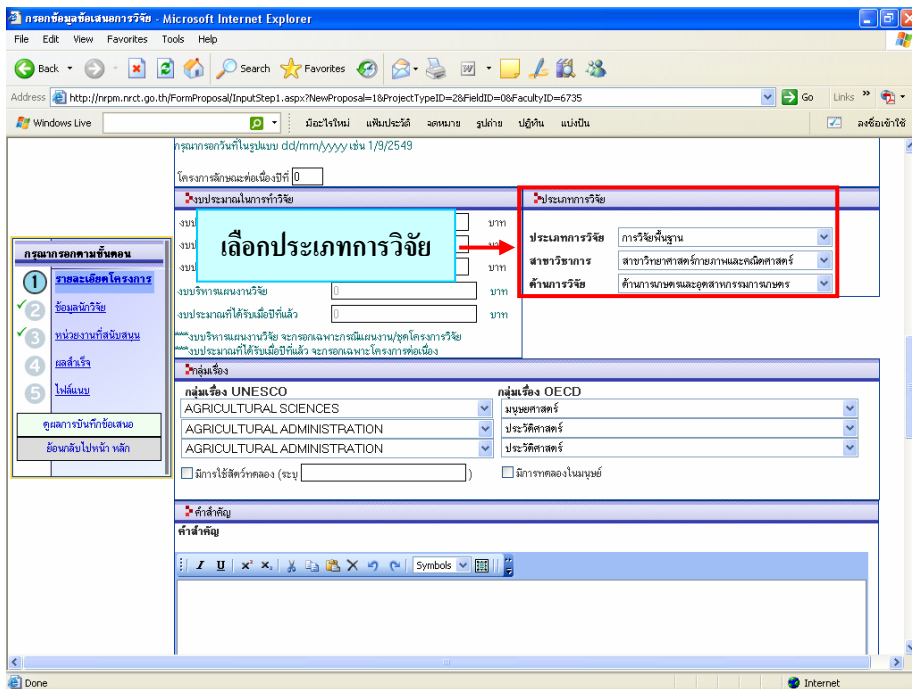 กรอกข้อมูลข้อเสนอการวิจัย - Microsoft Internet Explorer
File Edit View Favorites Tools Help
Back Search Favorites
Address http://nrpm.nrct.go.th/FormProposal/InputStep1.aspx?NewProposal=1&ProjectTypeID=2&FieldID=0&FacultyID=6735 Go Links
Windows Live มีอะไรใหม่ แฟ้มประวัติ จดหมาย รูปถ่าย ปฏิทิน แบ่งปัน ลงชื่อเข้าใช้
กรุณากรอกวันที่ในรูปแบบ dd/mm/yyyy เช่น 1/9/2549
โครงการลักษณะต่อเนื่องปีที่ 0
งบประมาณในการทำวิจัย
บาท
บาท
งบบริหารแผนงานวิจัย 0 บาท
งบประมาณที่ได้รับเมื่อปีที่แล้ว 0 บาท
***งบบริหารแผนงานวิจัย จะกรอกเฉพาะกรณีแผนงาน/ชุดโครงการวิจัย
***งบประมาณที่ได้รับเมื่อปีที่แล้ว จะกรอกเฉพาะโครงการต่อเนื่อง
เลือกประเภทการวิจัย
ประเภทการวิจัย
ประเภทการวิจัย การวิจัยพื้นฐาน
สาขาวิชาการ สาขาวิทยาศาสตร์กายภาพและคณิตศาสตร์
ด้านการวิจัย ด้านการเกษตรและอุตสาหกรรมการเกษตร
กรุณากรอกตามขั้นตอน
1 รายละเอียดโครงการ
2 ข้อมูลนักวิจัย
3 หน่วยงานที่สนับสนุน
4 ผลสำเร็จ
5 ไฟล์แนบ
ดูผลการบันทึกข้อเสนอ
ย้อนกลับไปหน้า หลัก
กลุ่มเรื่อง
กลุ่มเรื่อง UNESCO กลุ่มเรื่อง OECD
AGRICULTURAL SCIENCES มนุษยศาสตร์
AGRICULTURAL ADMINISTRATION ประวัติศาสตร์
AGRICULTURAL ADMINISTRATION ประวัติศาสตร์
มีการใช้สัตว์ทดลอง (ระบุ ) มีการทดลองในมนุษย์
คำสำคัญ
คำสำคัญ
I U x² x₂ Symbols
Done Internet